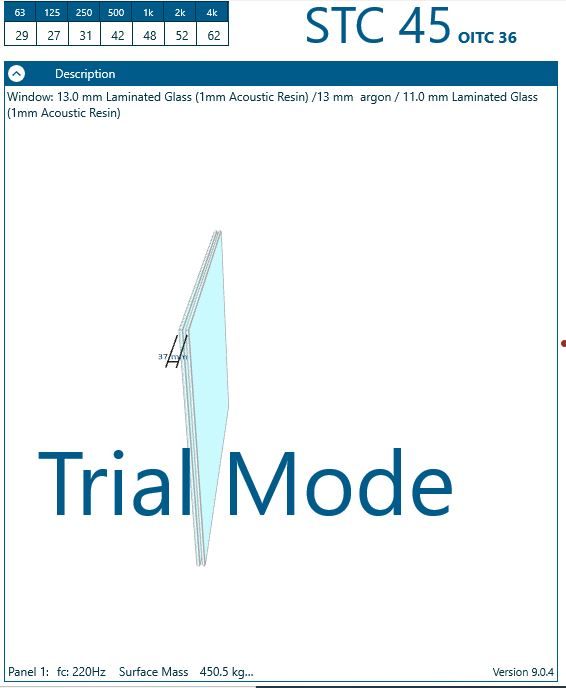 63 125 250 500 1k 2k 4k
29 27 31 42 48 52 62
STC 45 OITC 36
Description
Window: 13.0 mm Laminated Glass (1mm Acoustic Resin) /13 mm  argon / 11.0 mm Laminated Glass
(1mm Acoustic Resin)
37 mm
Trial Mode
Panel 1: fc: 220Hz Surface Mass 450.5 kg... Version 9.0.4